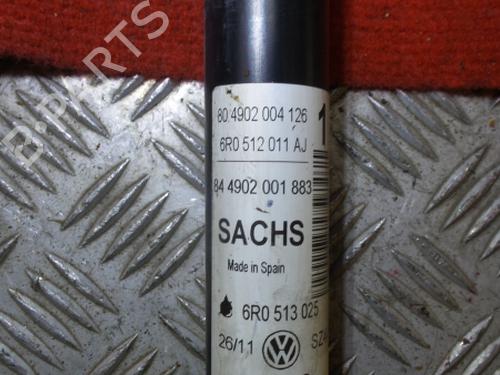 B-PARTS
80 4902 004 126
1
6R0 512 011 AJ
84 4902 001 883
SACHS
Made in Spain
6R0 513 025
26/11